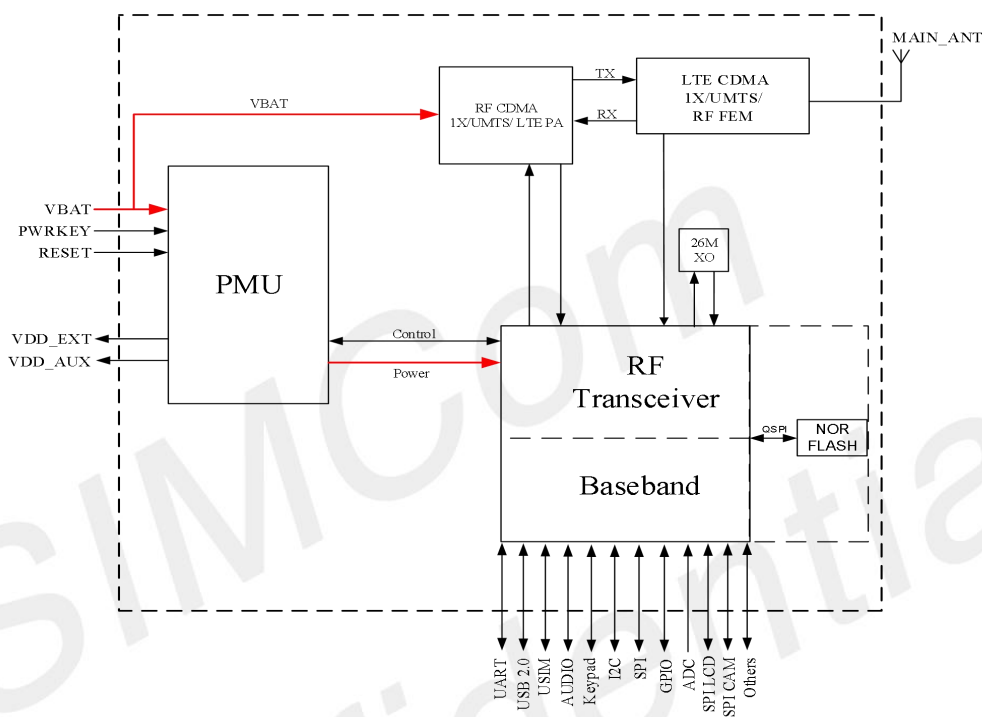 MAIN_ANT
VBAT
RF CDMA
1X/UMTS/ LTE PA
TX
RX
LTE CDMA
1X/UMTS/
RF FEM
VBAT
PWRKEY
RESET
VDD_EXT
VDD_AUX
PMU
26M
XO
Control
Power
RF
Transceiver
Baseband
QSPI
NOR
FLASH
UART
USB 2.0
USIM
AUDIO
Keypad
I2C
SPI
GPIO
ADC
SPI LCD
SPI CAM
Others
SIMCom
fidentia